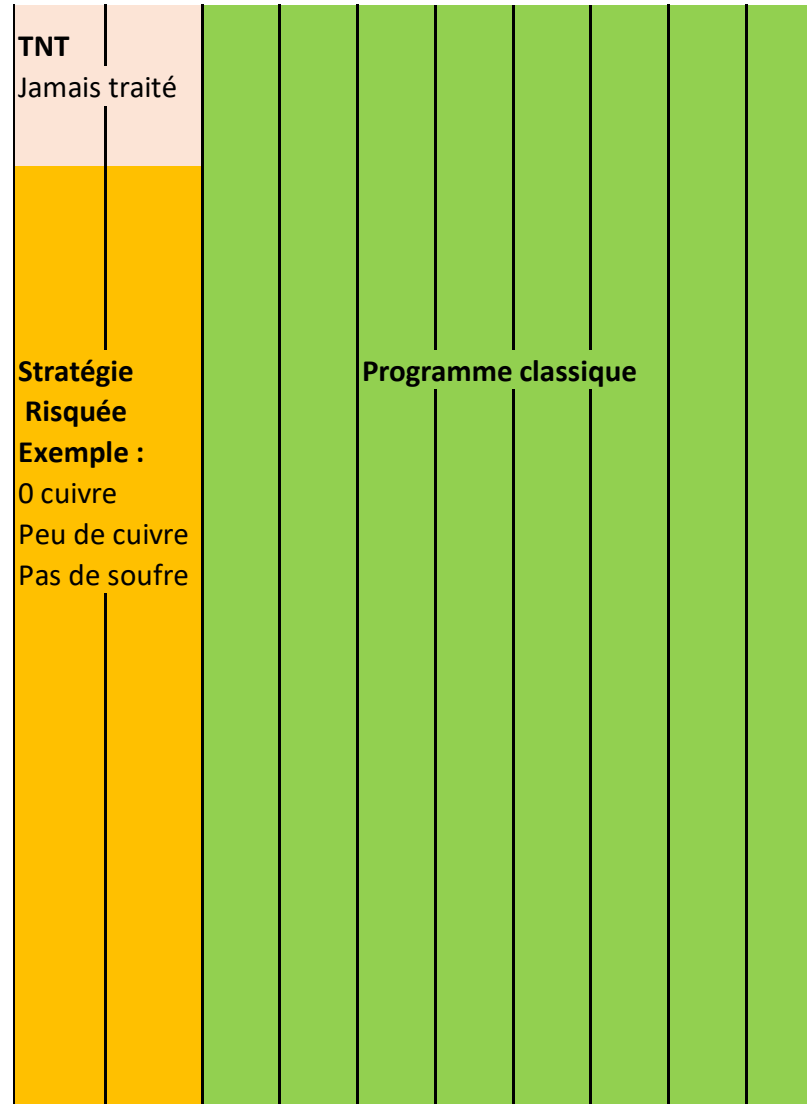 TNT
Jamais traité
Stratégie
Risquée
Exemple :
0 cuivre
Peu de cuivre
Pas de soufre
Programme classique